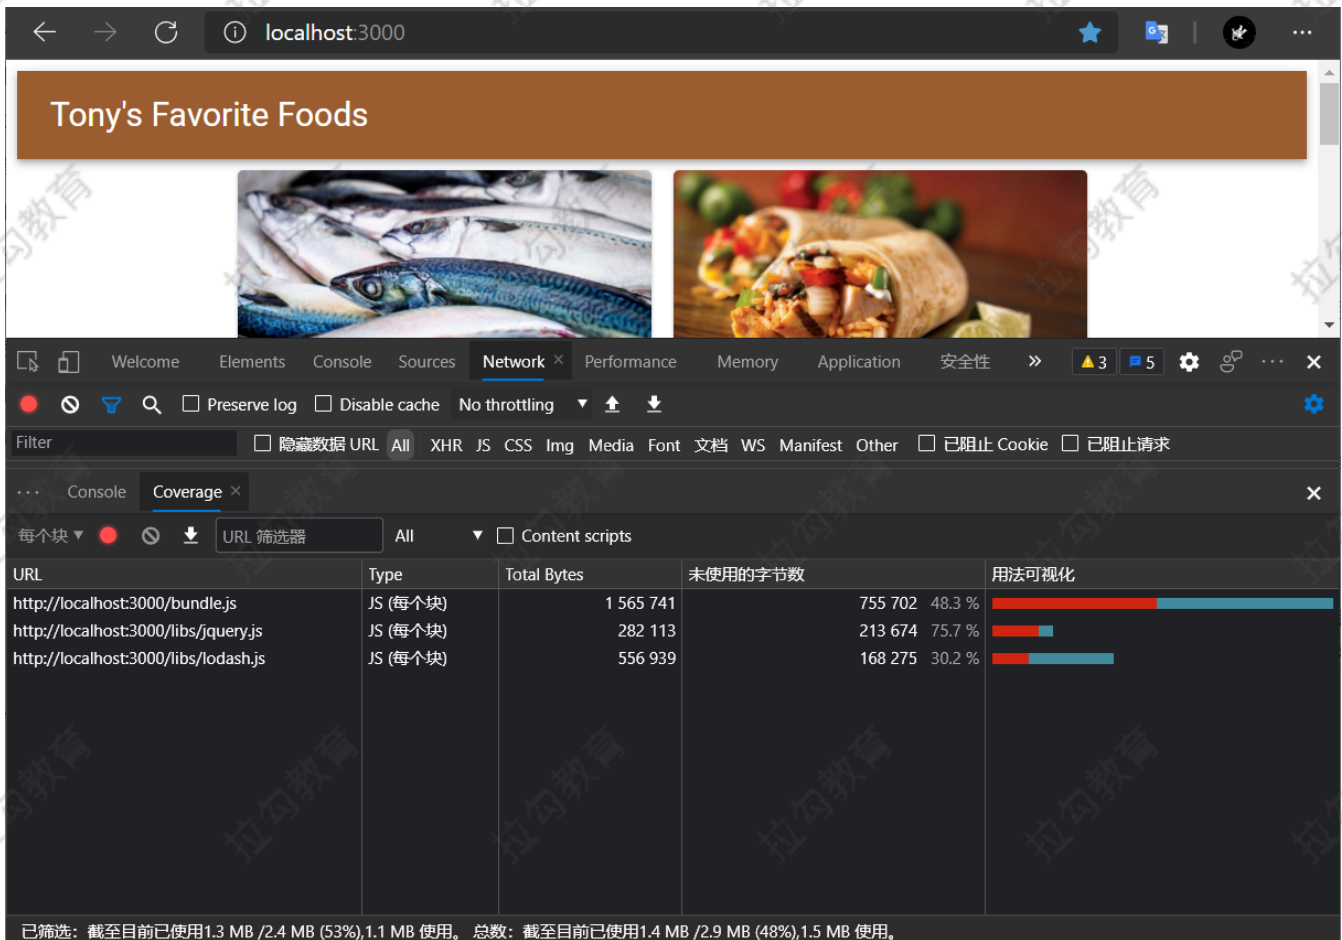 localhost:3000
Tony's Favorite Foods
Welcome Elements Console Sources Network × Performance Memory Application 安全性 » 3 5
Preserve log Disable cache No throttling
Filter 隐藏数据 URL All XHR JS CSS Img Media Font 文档 WS Manifest Other 已阻止 Cookie 已阻止请求
Console Coverage ×
每个块 URL 筛选器 All Content scripts
URL Type Total Bytes 未使用的字节数 用法可视化
http://localhost:3000/bundle.js JS (每个块) 1 565 741 755 702 48.3 %
http://localhost:3000/libs/jquery.js JS (每个块) 282 113 213 674 75.7 %
http://localhost:3000/libs/lodash.js JS (每个块) 556 939 168 275 30.2 %
已筛选：截至目前已使用1.3 MB /2.4 MB (53%),1.1 MB 使用。 总数：截至目前已使用1.4 MB /2.9 MB (48%),1.5 MB 使用。
拉勾教育